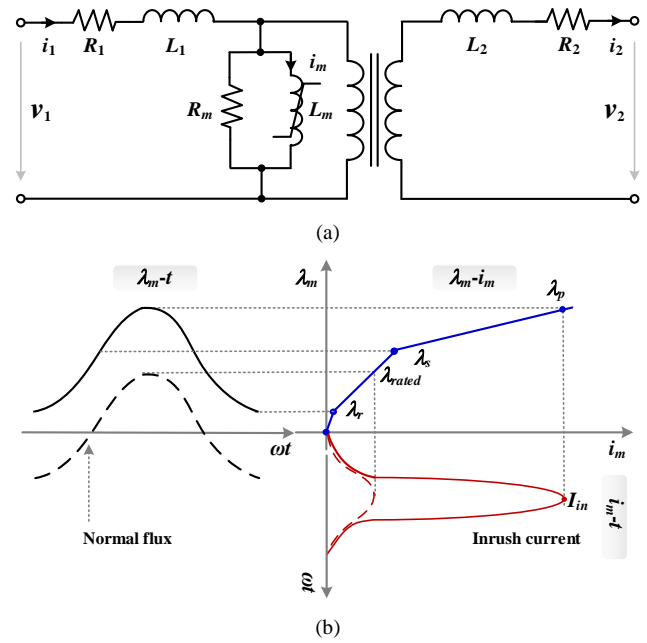 i1 R1 L1 L2 R2 i2
im
v1 Rm Lm v2
(a)
λm-t λm λm-im
λp
λs
λrated
λr
ωt im
Iin
im-t
Normal flux Inrush current
ωt
(b)